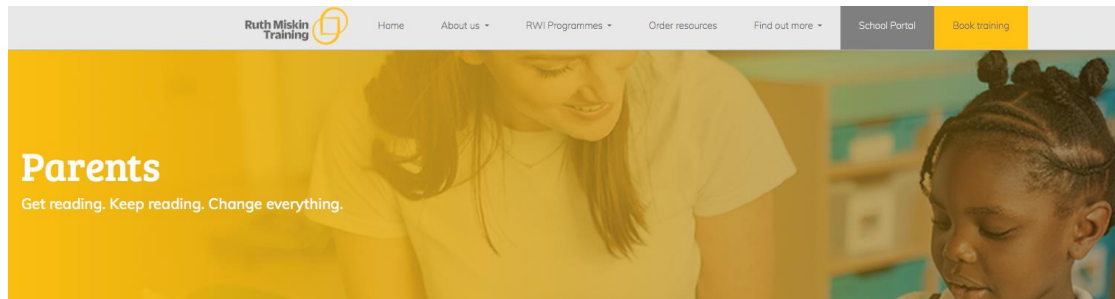 Ruth Miskin
Training
Home
About us
RWI Programmes
Order resources
Find out more
School Portal
Book training
Parents
Get reading. Keep reading. Change everything.